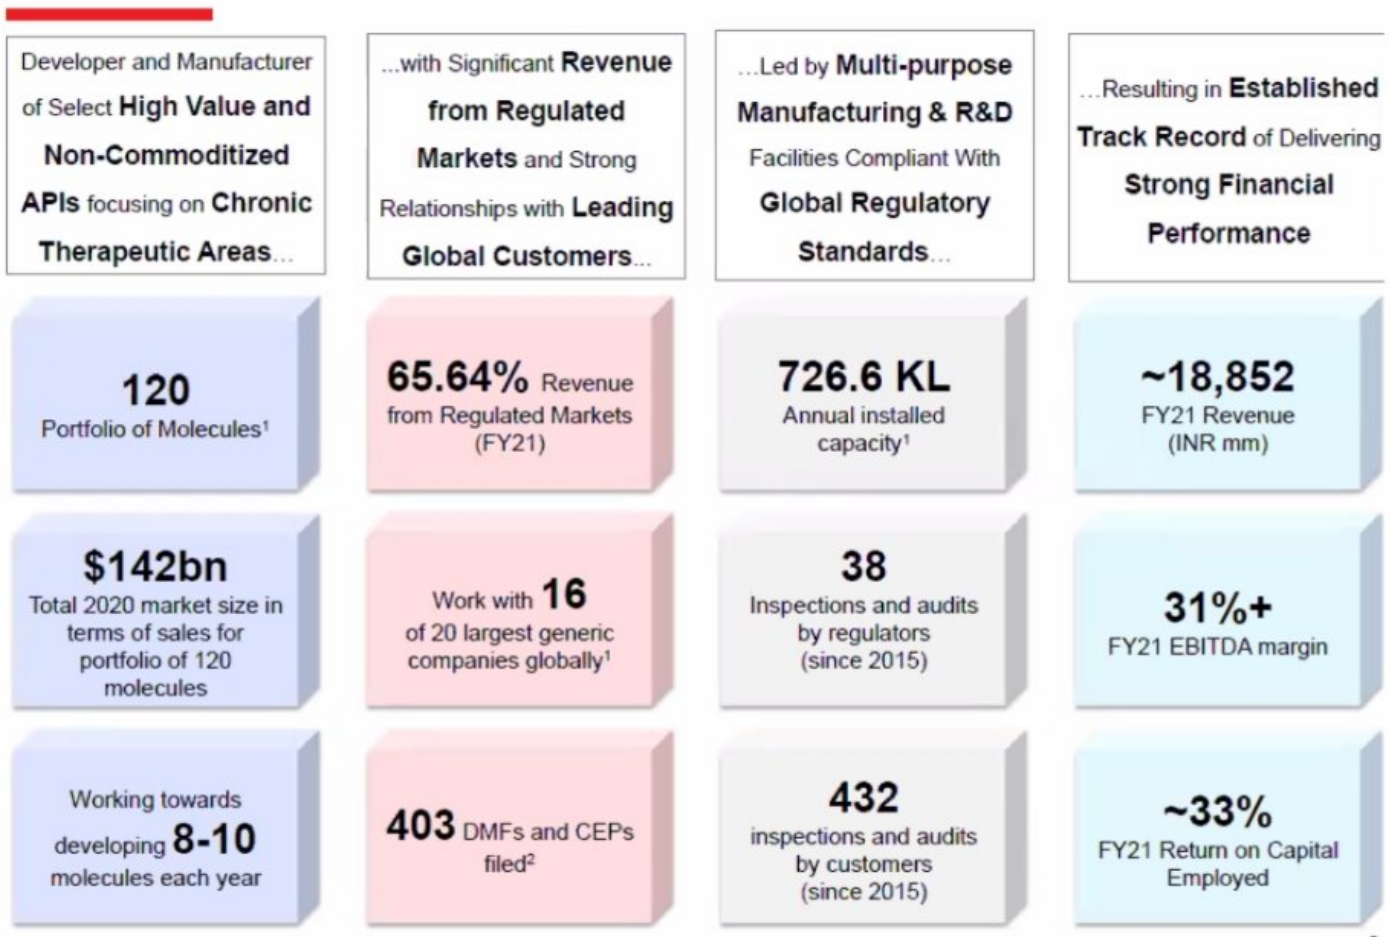 Developer and Manufacturer
of Select High Value and
Non-Commoditized
APIs focusing on Chronic
Therapeutic Areas...
...with Significant Revenue
from Regulated
Markets and Strong
Relationships with Leading
Global Customers...
...Led by Multi-purpose
Manufacturing & R&D
Facilities Compliant With
Global Regulatory
Standards...
...Resulting in Established
Track Record of Delivering
Strong Financial
Performance
120
Portfolio of Molecules¹
65.64% Revenue
from Regulated Markets
(FY21)
726.6 KL
Annual installed
capacity¹
~18,852
FY21 Revenue
(INR mm)
$142bn
Total 2020 market size in
terms of sales for
portfolio of 120
molecules
Work with 16
of 20 largest generic
companies globally¹
38
Inspections and audits
by regulators
(since 2015)
31%+
FY21 EBITDA margin
Working towards
developing 8-10
molecules each year
403 DMFs and CEPs
filed²
432
inspections and audits
by customers
(since 2015)
~33%
FY21 Return on Capital
Employed